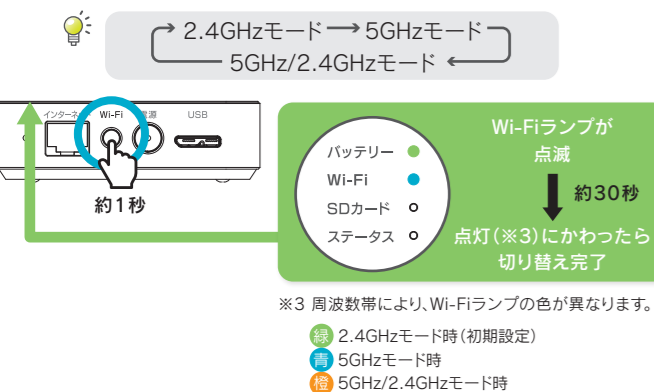 2.4GHzモード→5GHzモード
5GHz/2.4GHzモード←
インターネット Wi-Fi 電源 USB
約1秒
バッテリー
Wi-Fi
SDカード
ステータス
Wi-Fiランプが
点滅
約30秒
点灯(※3)にかわったら
切り替え完了
※3 周波数帯により、Wi-Fiランプの色が異なります。
緑 2.4GHzモード時(初期設定)
青 5GHzモード時
橙 5GHz/2.4GHzモード時